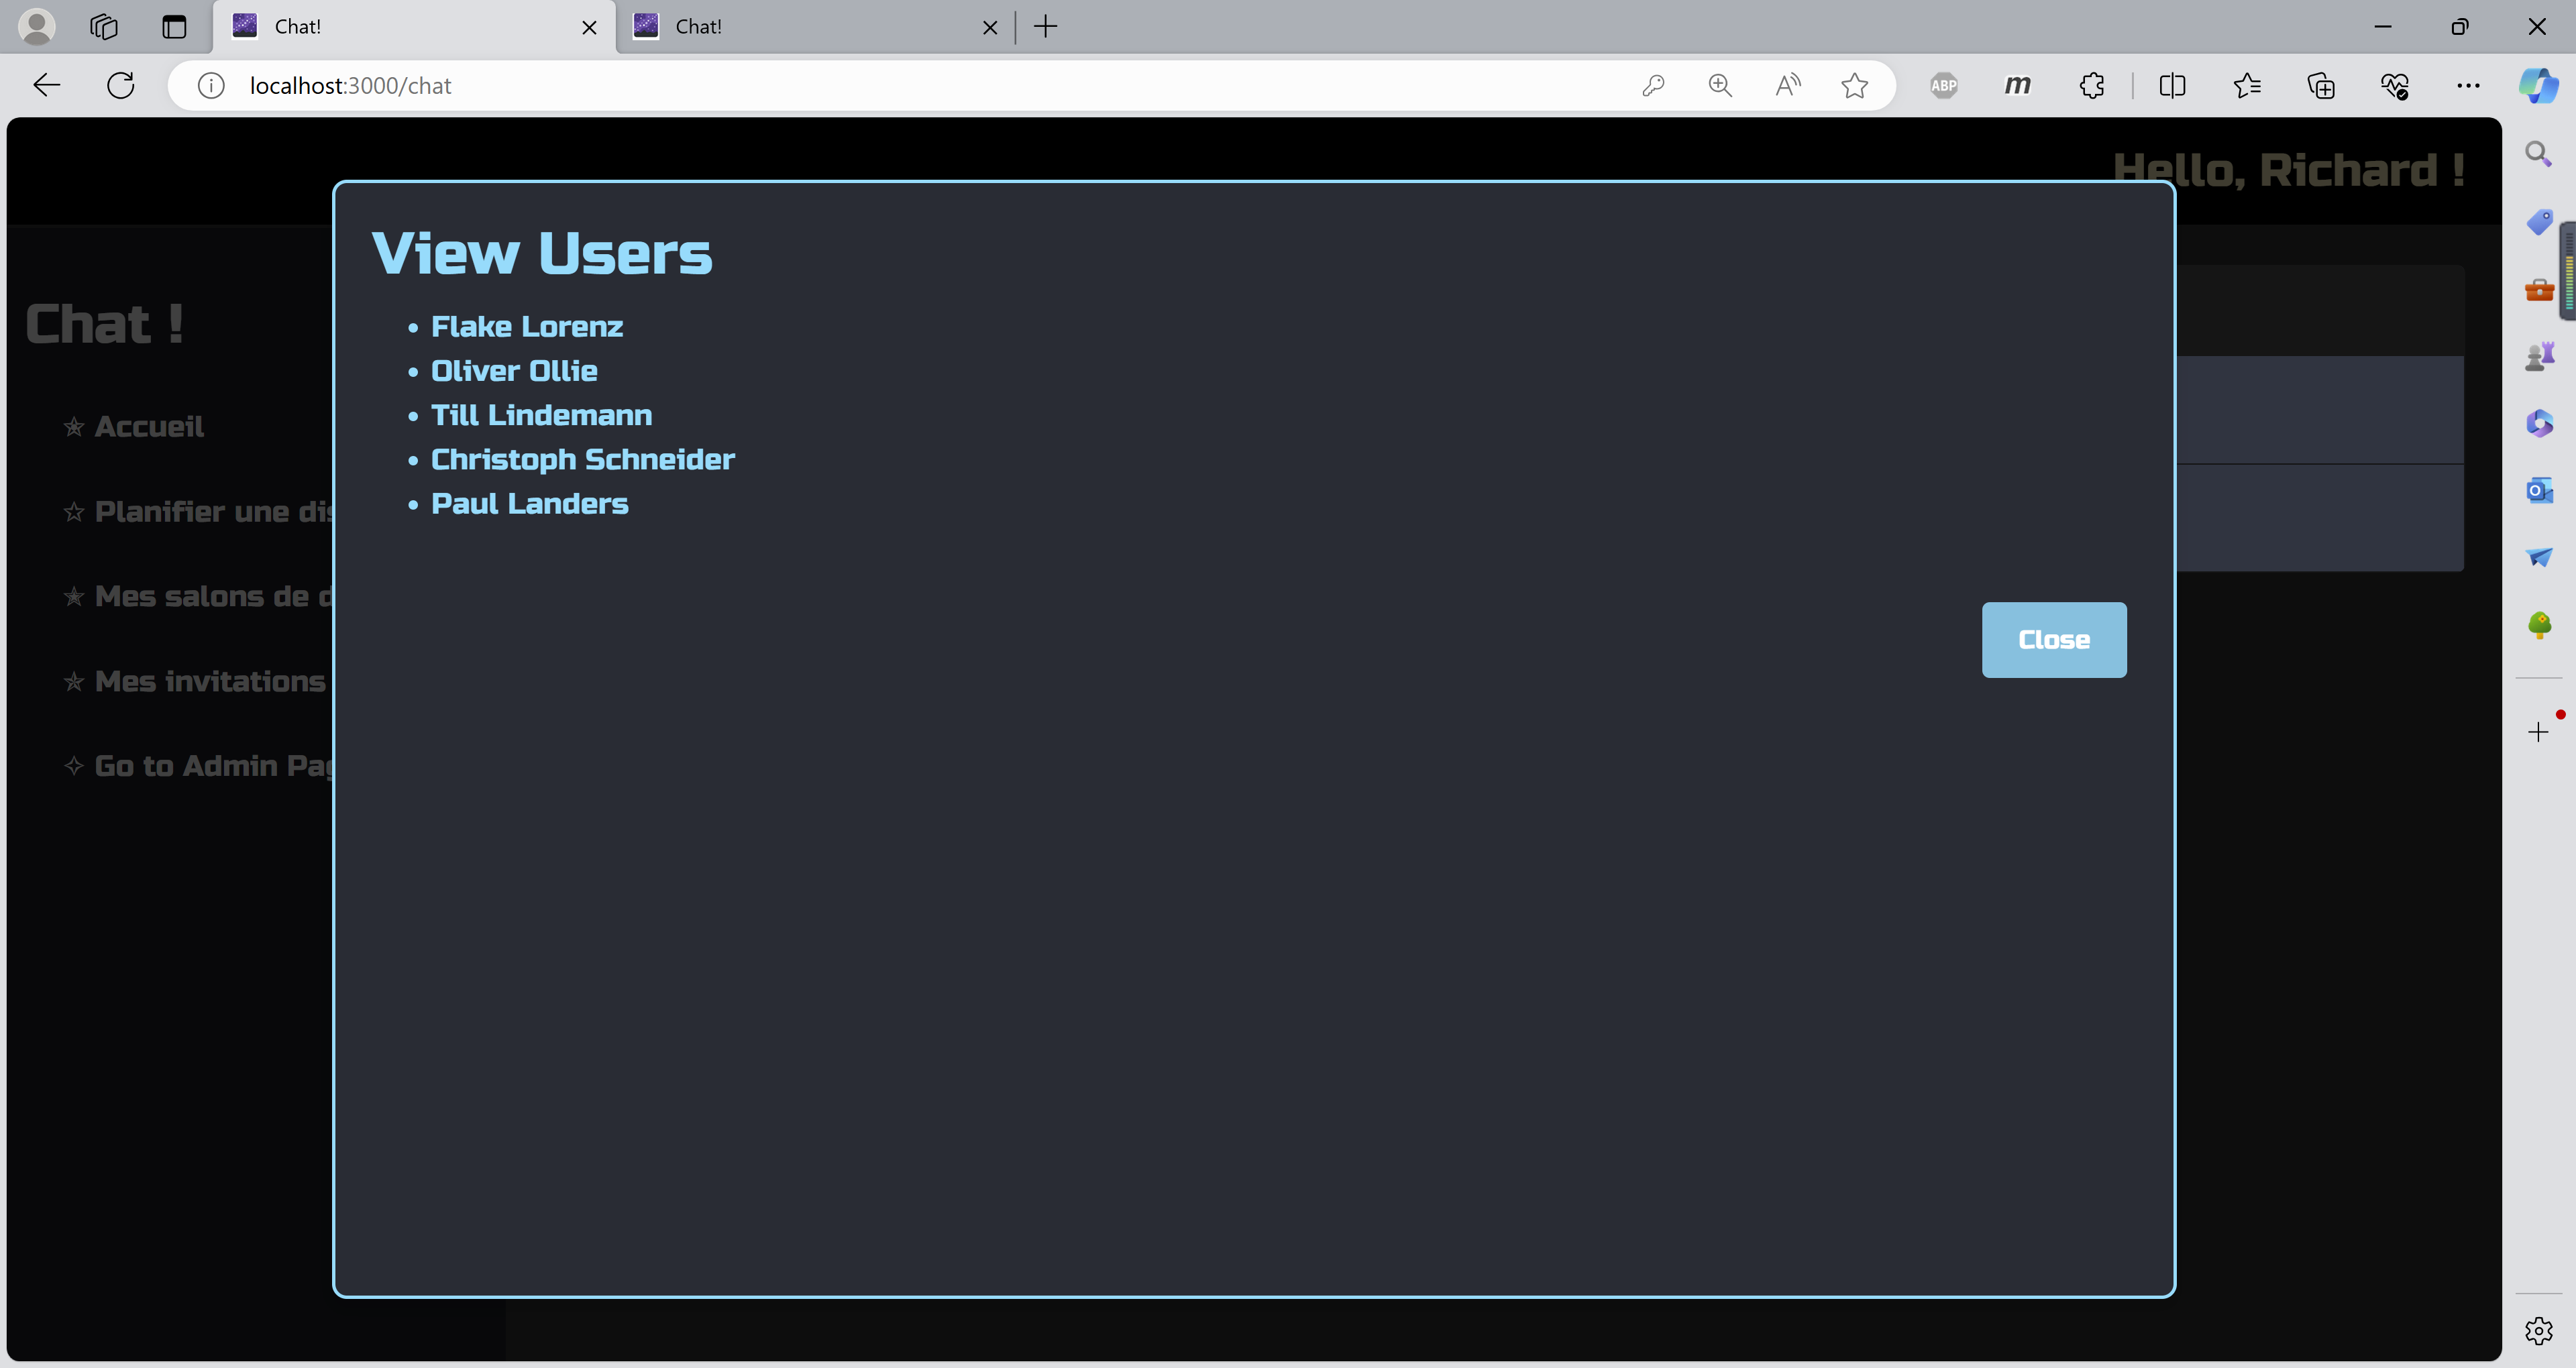 Chat!
Chat!
localhost:3000/chat
ABP
m
Hello, Richard !
Chat !
Accueil
Planifier une dis
Mes salons de d
Mes invitations
Go to Admin Pag
View Users
Flake Lorenz
Oliver Ollie
Till Lindemann
Christoph Schneider
Paul Landers
Close